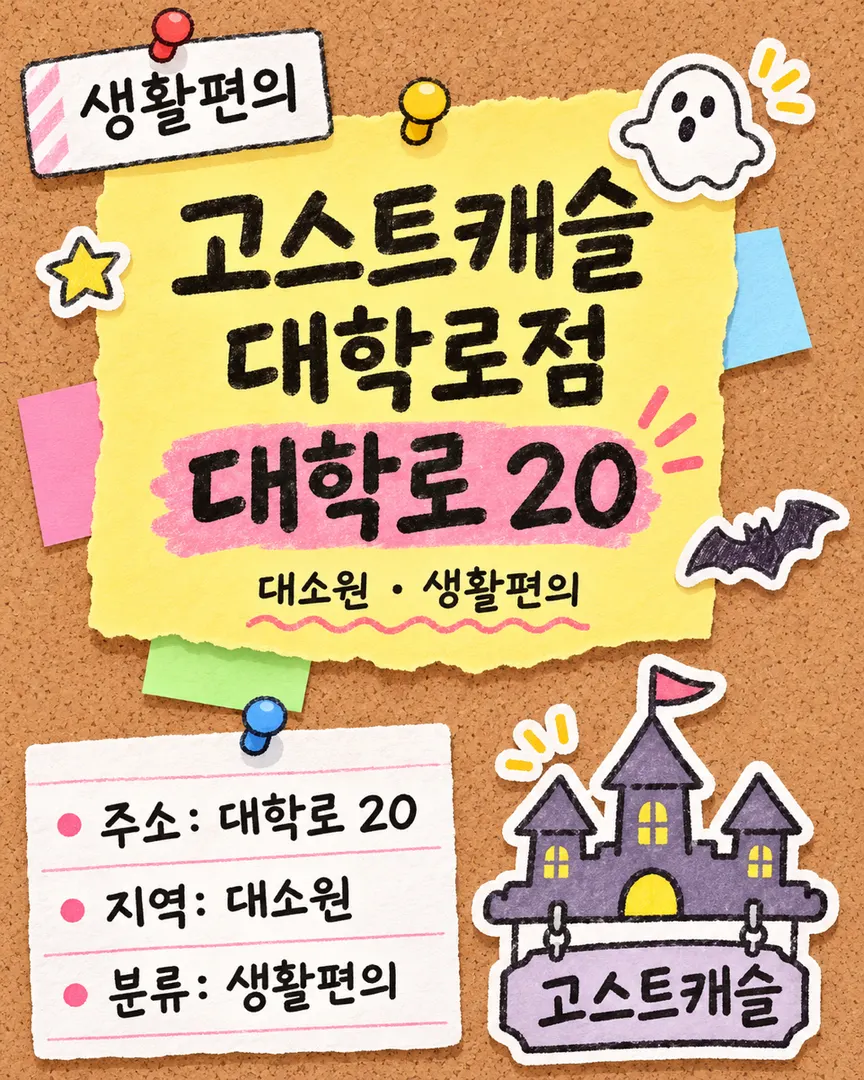 생활편의
고스트캐슬
대학로점
대학로 20
대소원 · 생활편의
주소: 대학로 20
지역: 대소원
분류: 생활편의
고스트캐슬